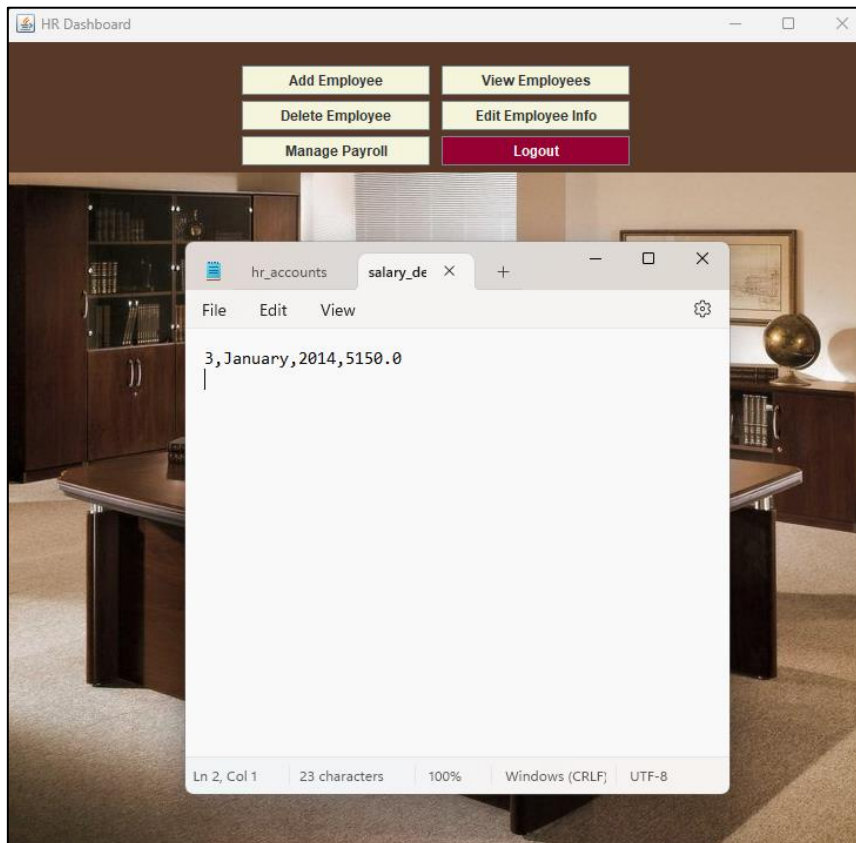 HR Dashboard
Add Employee
View Employees
Delete Employee
Edit Employee Info
Manage Payroll
Logout
hr_accounts
salary_de
File Edit View
3,January,2014,5150.0
Ln 2, Col 1 23 characters 100% Windows (CRLF) UTF-8